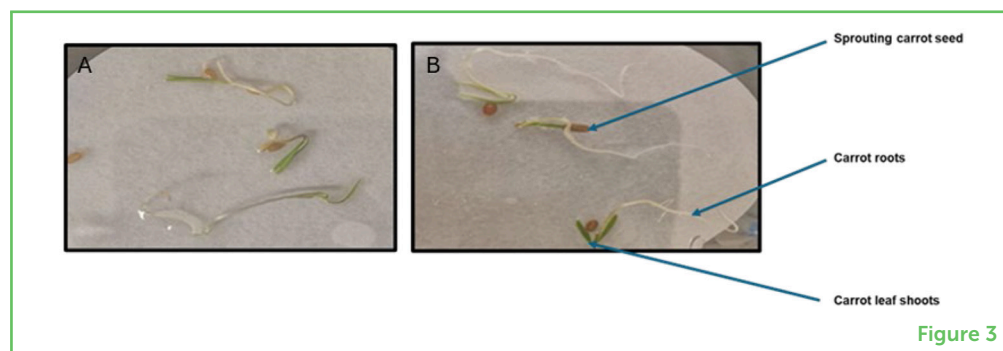 A
B
Sprouting carrot seed
Carrot roots
Carrot leaf shoots
Figure 3